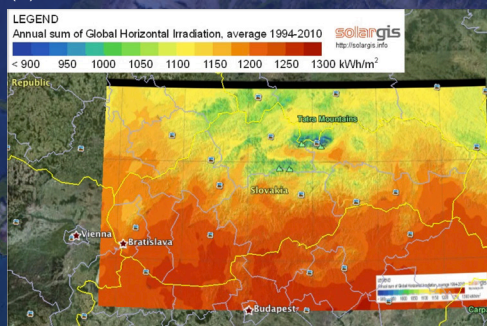 LEGEND
Annual sum of Global Horizontal Irradiation, average 1994-2010
solargis
http://solargis.info
< 900 950 1000 1050 1100 1150 1200 1250 1300 kWh/m²
Republic
Tatra Mountains
Slovakia
Vienna
Bratislava
Budapest
Carpa